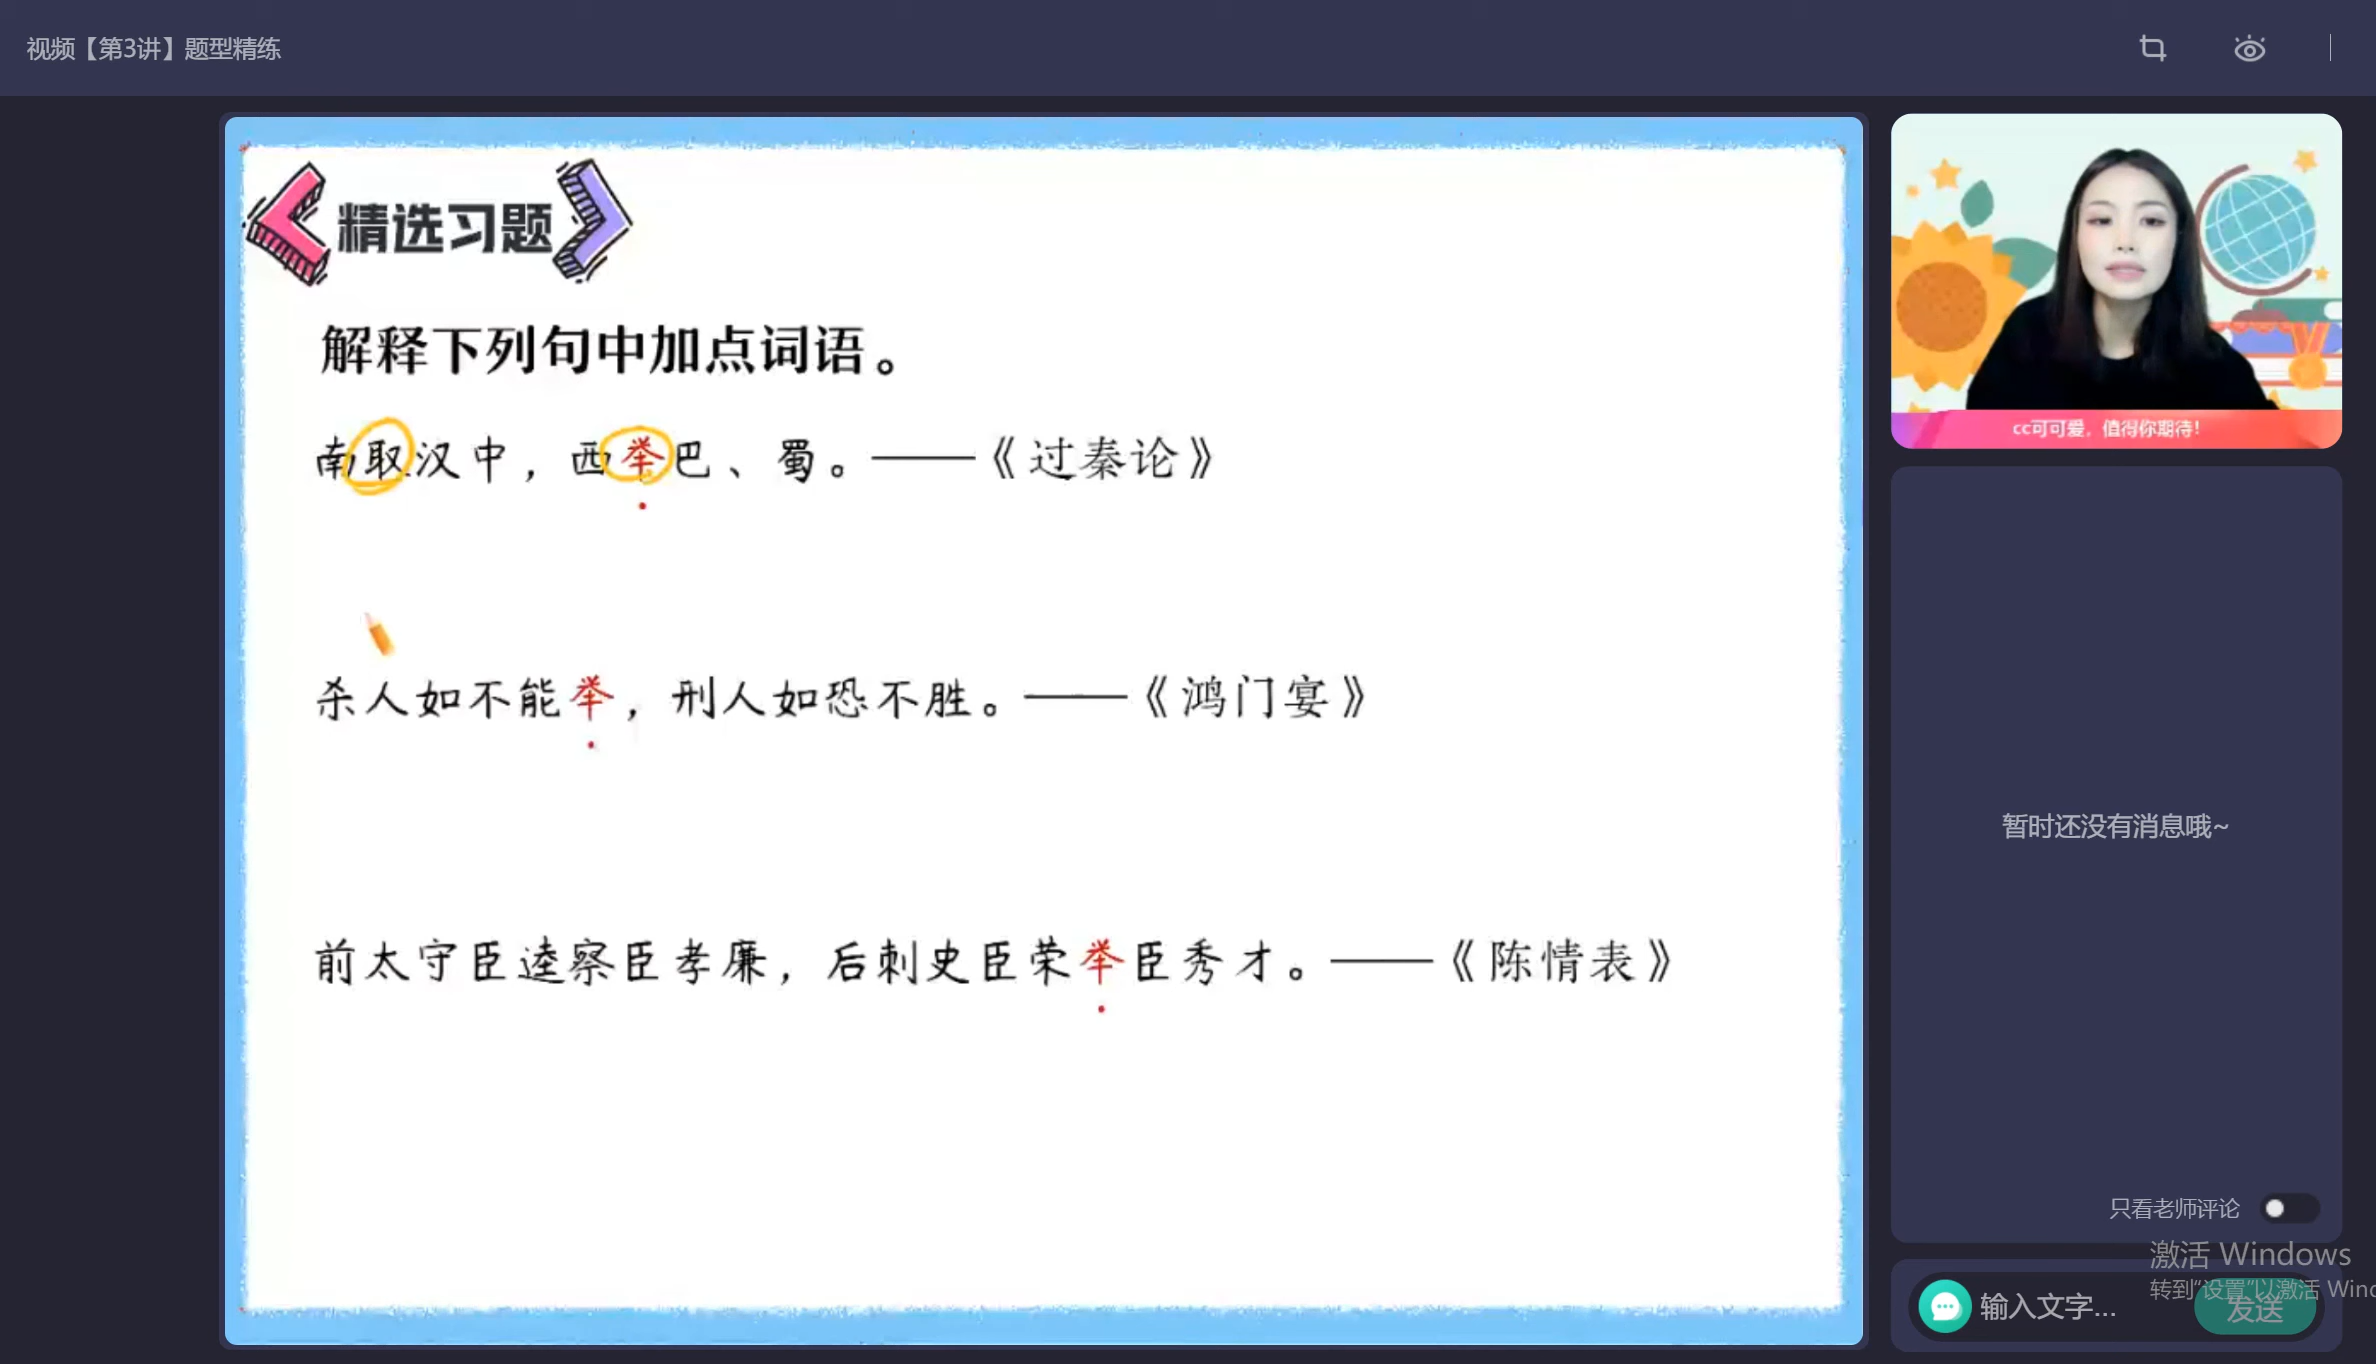 视频【第3讲】题型精练
精选习题
解释下列句中加点词语。
南取汉中，西举巴、蜀。——《过秦论》
杀人如不能举，刑人如恐不胜。——《鸿门宴》
前太守臣逵察臣孝廉，后刺史臣荣举臣秀才。——《陈情表》
cc可可爱，值得你期待！
暂时还没有消息哦~
只看老师评论
激活 Windows
转到“设置”以激活 Wind
输入文字...
发送